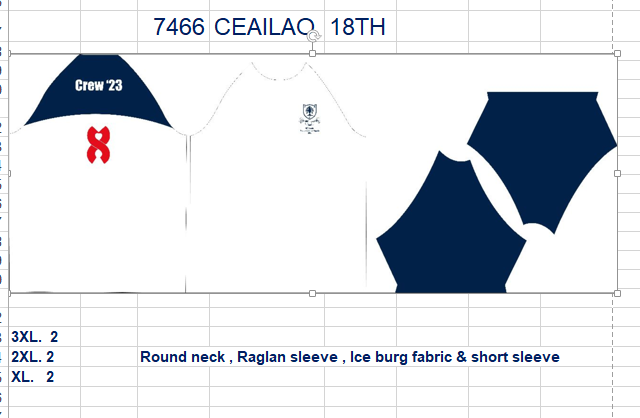 7466 CEAILAO 18TH
Crew '23
3XL. 2
2XL. 2
Round neck , Raglan sleeve , Ice burg fabric & short sleeve
XL. 2